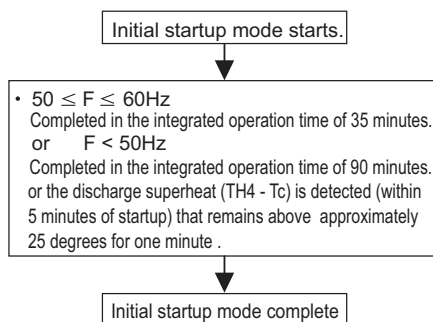 Initial startup mode starts.
• 50 ≤ F ≤ 60Hz
Completed in the integrated operation time of 35 minutes.
or F < 50Hz
Completed in the integrated operation time of 90 minutes.
or the discharge superheat (TH4 - Tc) is detected (within
5 minutes of startup) that remains above approximately
25 degrees for one minute .
Initial startup mode complete